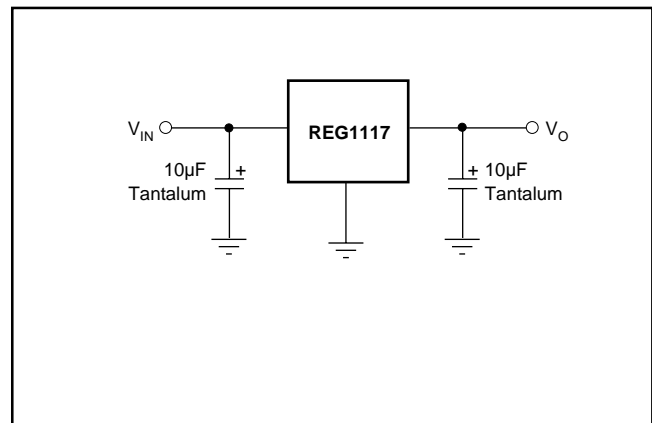 V_IN
REG1117
V_O
10µF
Tantalum
+
10µF
Tantalum
+